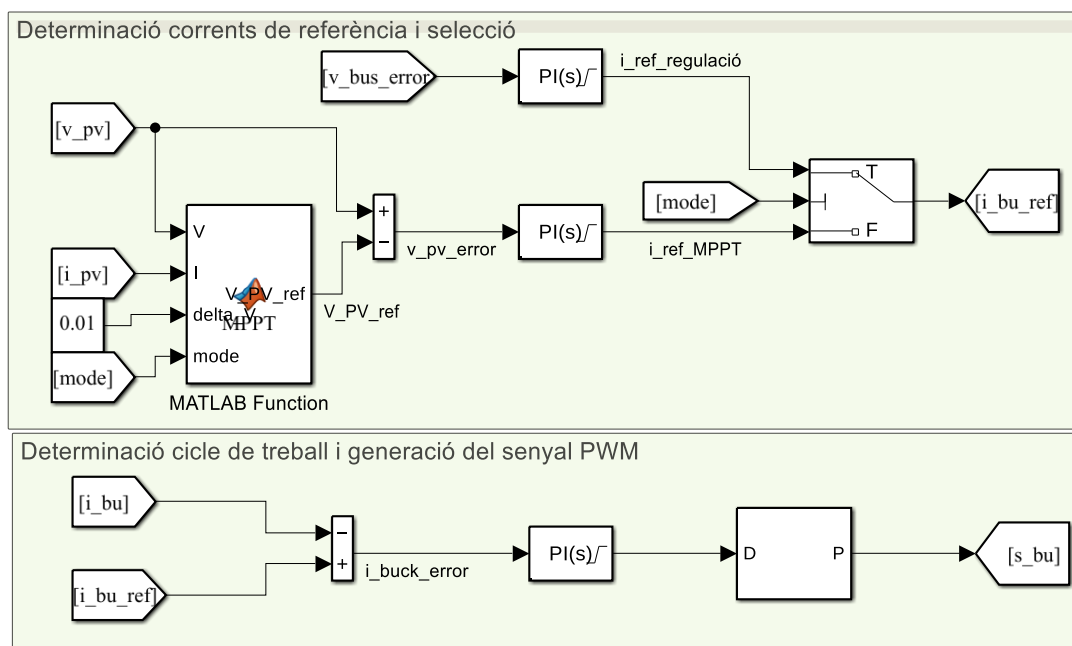 Determinació corrents de referència i selecció
[v_bus_error
PI(s)
i_ref_regulació
[v_pv]
T
[mode]
[i_bu_ref]
F
+
−
v_pv_error
PI(s)
i_ref_MPPT
V
[i_pv]
I
V_PV_ref
MPPT
V_PV_ref
0.01
delta_V
[mode]
mode
MATLAB Function
Determinació cicle de treball i generació del senyal PWM
[i_bu]
−
+
i_buck_error
PI(s)
D
P
[s_bu]
[i_bu_ref]